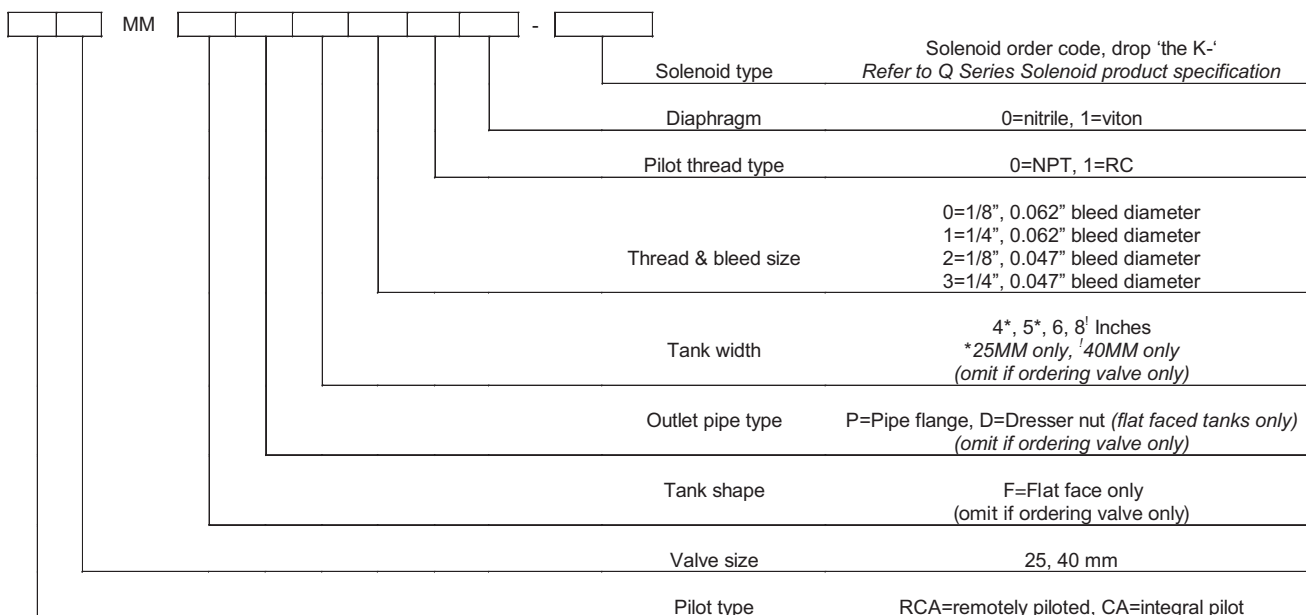 MM -
Solenoid type Solenoid order code, drop ‘the K-‘
Refer to Q Series Solenoid product specification
Diaphragm 0=nitrile, 1=viton
Pilot thread type 0=NPT, 1=RC
0=1/8”, 0.062” bleed diameter
1=1/4”, 0.062” bleed diameter
Thread & bleed size 2=1/8”, 0.047” bleed diameter
3=1/4”, 0.047” bleed diameter
4*, 5*, 6, 8! Inches
Tank width *25MM only, !40MM only
(omit if ordering valve only)
Outlet pipe type P=Pipe flange, D=Dresser nut (flat faced tanks only)
(omit if ordering valve only)
Tank shape F=Flat face only
(omit if ordering valve only)
Valve size 25, 40 mm
Pilot type RCA=remotely piloted, CA=integral pilot